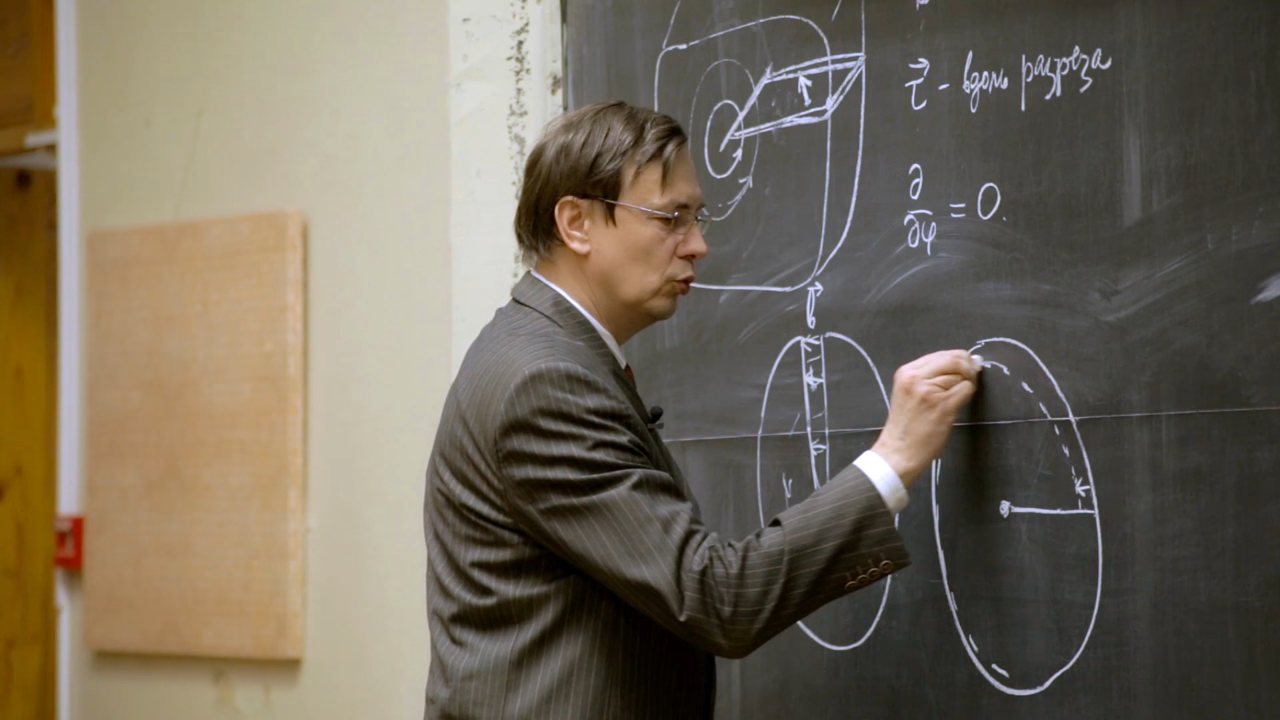 τ⃗ - вдоль разреза
∂/∂φ = 0.
b⃗